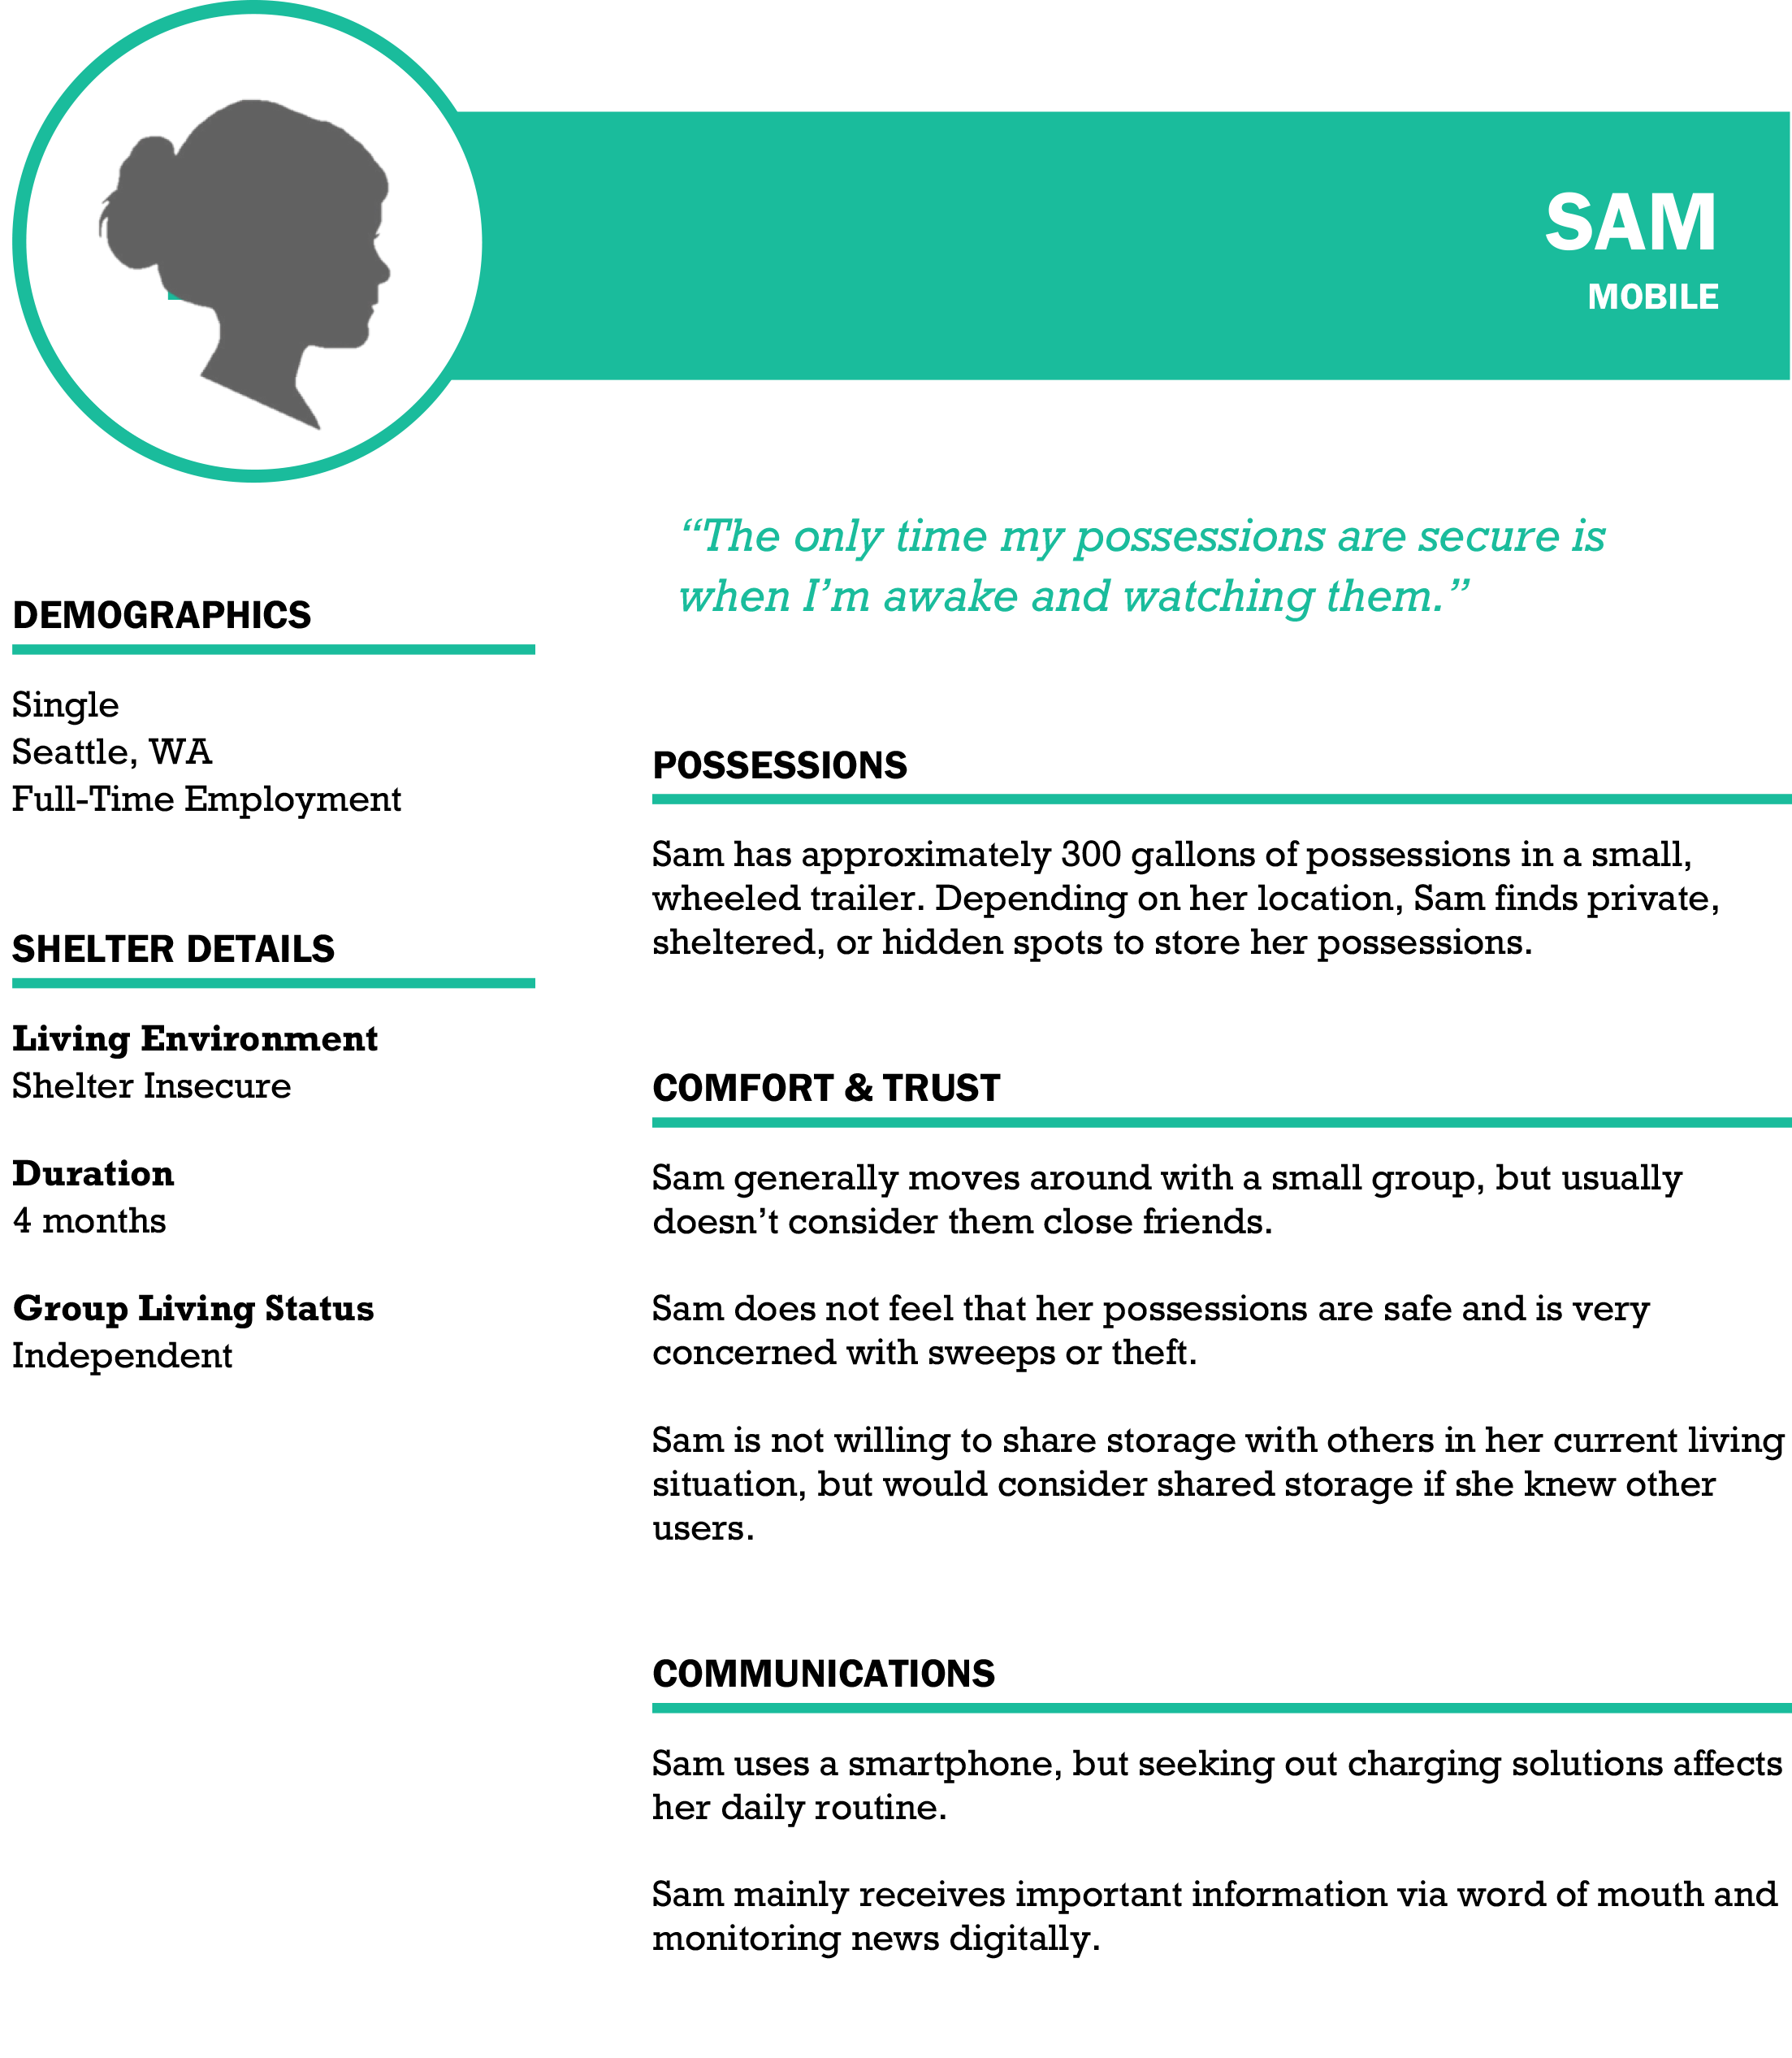 SAM
MOBILE
“The only time my possessions are secure is
when I’m awake and watching them.”
DEMOGRAPHICS
Single
Seattle, WA
Full-Time Employment
SHELTER DETAILS
Living Environment
Shelter Insecure
Duration
4 months
Group Living Status
Independent
POSSESSIONS
Sam has approximately 300 gallons of possessions in a small,
wheeled trailer. Depending on her location, Sam finds private,
sheltered, or hidden spots to store her possessions.
COMFORT & TRUST
Sam generally moves around with a small group, but usually
doesn’t consider them close friends.
Sam does not feel that her possessions are safe and is very
concerned with sweeps or theft.
Sam is not willing to share storage with others in her current living
situation, but would consider shared storage if she knew other
users.
COMMUNICATIONS
Sam uses a smartphone, but seeking out charging solutions affects
her daily routine.
Sam mainly receives important information via word of mouth and
monitoring news digitally.